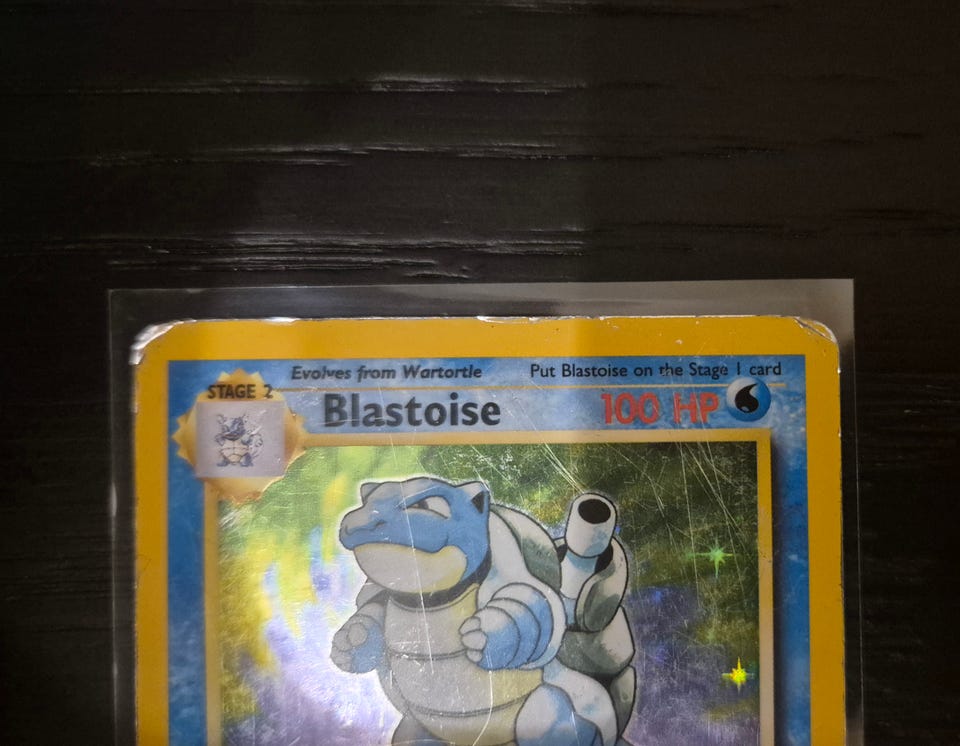 Evolves from Wartortle Put Blastoise on the Stage 1 card
STAGE 2
Blastoise 100 HP